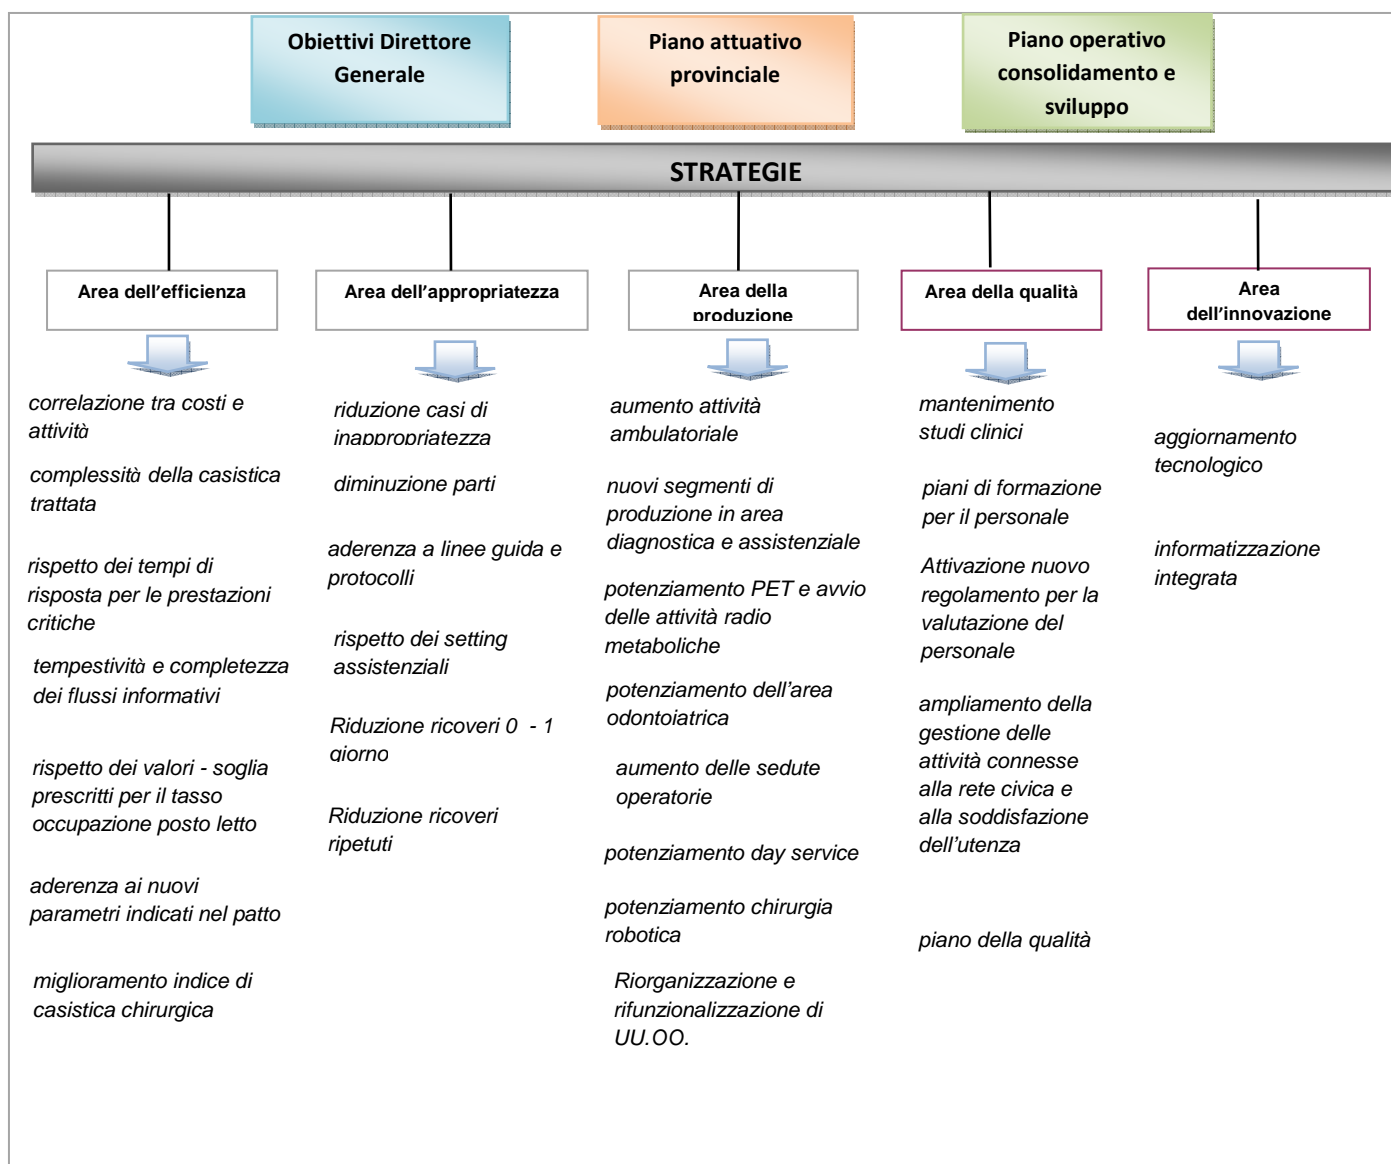 Obiettivi Direttore
Generale
Piano attuativo
provinciale
Piano operativo
consolidamento e
sviluppo
STRATEGIE
Area dell'efficienza
Area dell'appropriatezza
Area della
produzione
Area della qualità
Area
dell'innovazione
correlazione tra costi e
attività
complessità della casistica
trattata
rispetto dei tempi di
risposta per le prestazioni
critiche
tempestività e completezza
dei flussi informativi
rispetto dei valori - soglia
prescritti per il tasso
occupazione posto letto
aderenza ai nuovi
parametri indicati nel patto
miglioramento indice di
casistica chirurgica
riduzione casi di
inappropriatezza
diminuzione parti
aderenza a linee guida e
protocolli
rispetto dei setting
assistenziali
Riduzione ricoveri 0 - 1
giorno
Riduzione ricoveri
ripetuti
aumento attività
ambulatoriale
nuovi segmenti di
produzione in area
diagnostica e assistenziale
potenziamento PET e avvio
delle attività radio
metaboliche
potenziamento dell'area
odontoiatrica
aumento delle sedute
operatorie
potenziamento day service
potenziamento chirurgia
robotica
Riorganizzazione e
rifunzionalizzazione di
UU.OO.
mantenimento
studi clinici
piani di formazione
per il personale
Attivazione nuovo
regolamento per la
valutazione del
personale
ampliamento della
gestione delle
attività connesse
alla rete civica e
alla soddisfazione
dell'utenza
piano della qualità
aggiornamento
tecnologico
informatizzazione
integrata